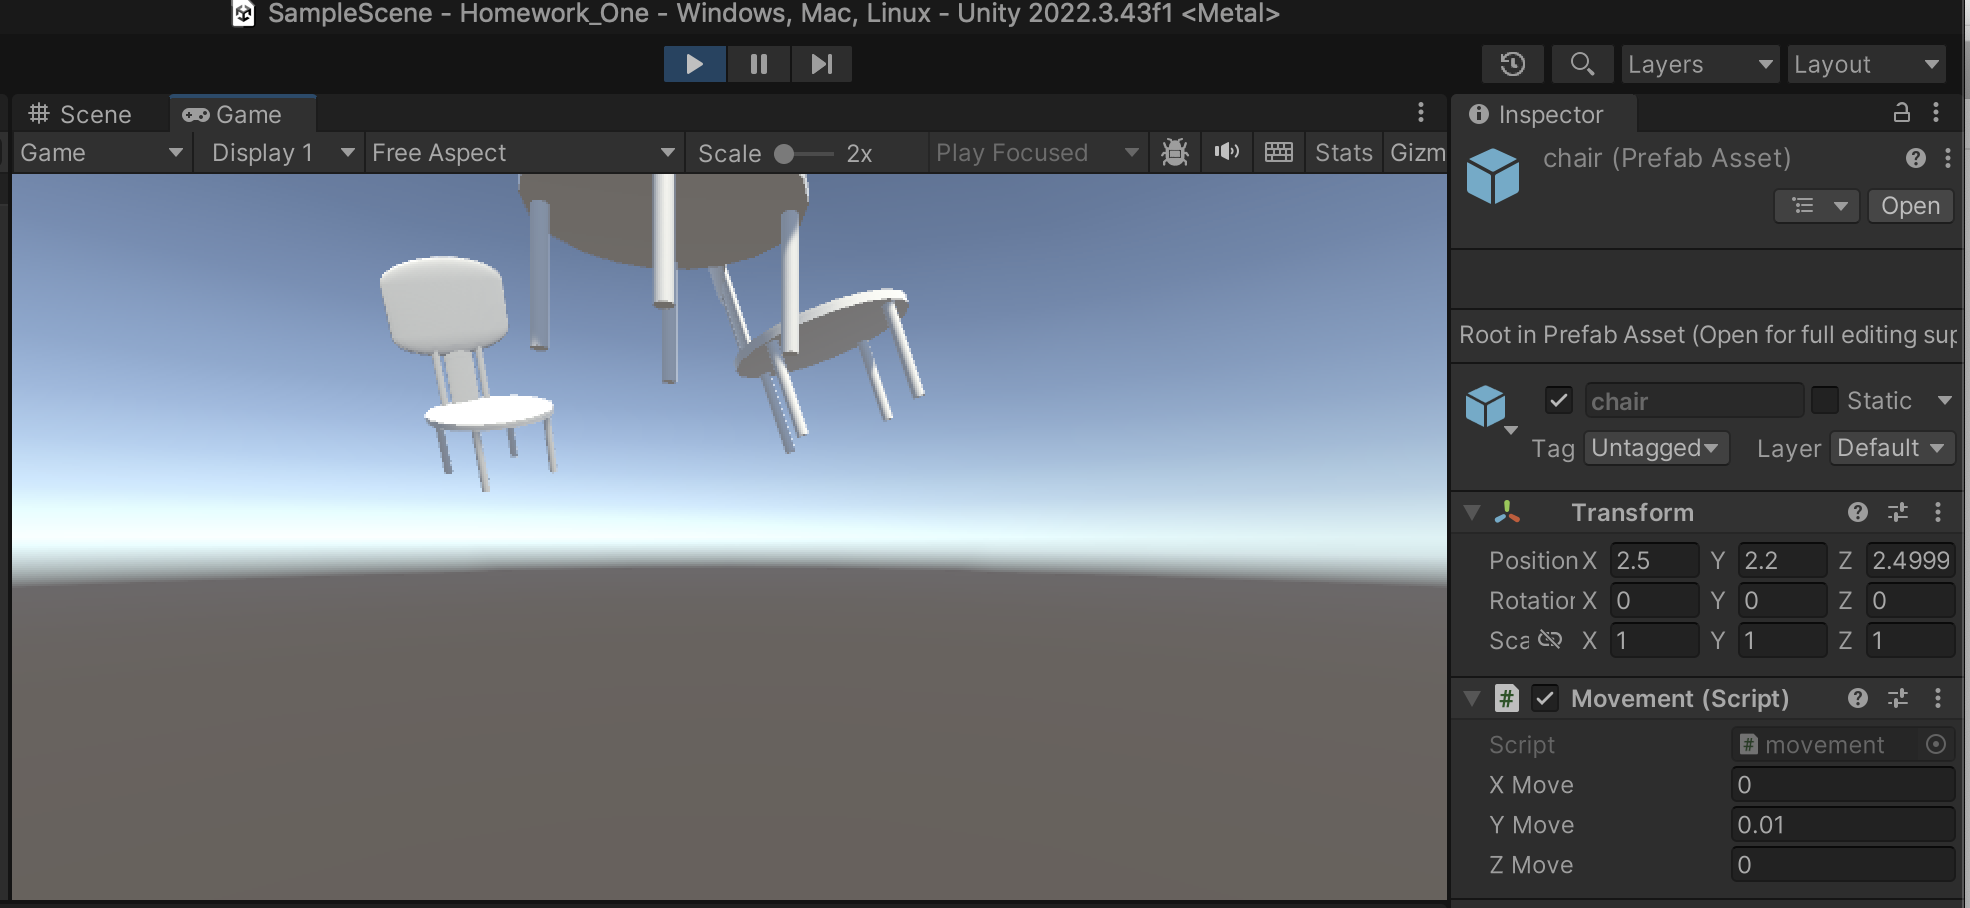 SampleScene - Homework_One - Windows, Mac, Linux - Unity 2022.3.43f1 <Metal>
Layers Layout
Scene Game
Game Display 1 Free Aspect Scale 2x Play Focused Stats Gizm
Inspector
chair (Prefab Asset)
Open
Root in Prefab Asset (Open for full editing sup
chair Static
Tag Untagged Layer Default
Transform
Position X 2.5 Y 2.2 Z 2.4999
Rotation X 0 Y 0 Z 0
Sca X 1 Y 1 Z 1
# Movement (Script)
Script # movement
X Move 0
Y Move 0.01
Z Move 0